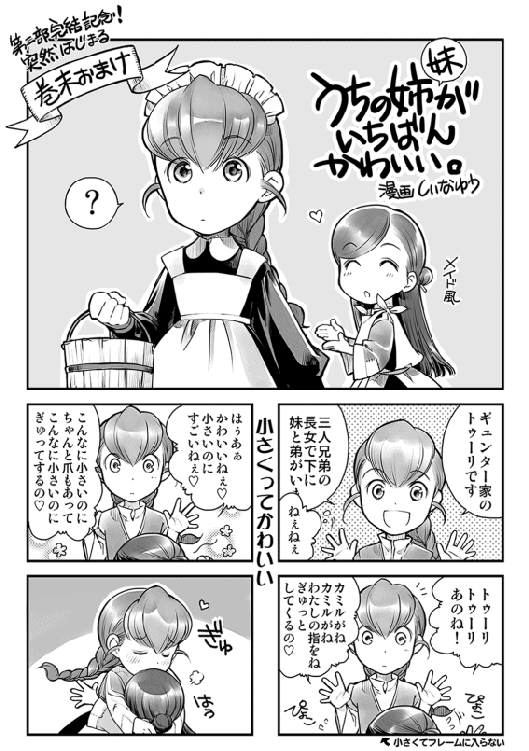 第一部完結記念！
突然はじまる
巻末おまけ
妹
うちの姉が
いちばん
かわいい。
漫画 しいなゆう
？
メイド風
小さくってかわいい
ギュンター家の
トゥーリです
三人兄弟の
長女で下に
妹と弟がい
ねぇねぇ
トゥーリ
トゥーリ
あのね！
カミルがね
カミルがね
わたしの指をね
ぎゅっと
してくるの♡
ぴょこ
ぴょこ
小さくてフレームに入らない
はぅあぁ
かわいいねぇ
小さいのに
すごいねぇ♡
こんなに小さいのに
ちゃんと爪もあって
こんなに小さいのに
ぎゅってするの♡
ぎゅ
はっ